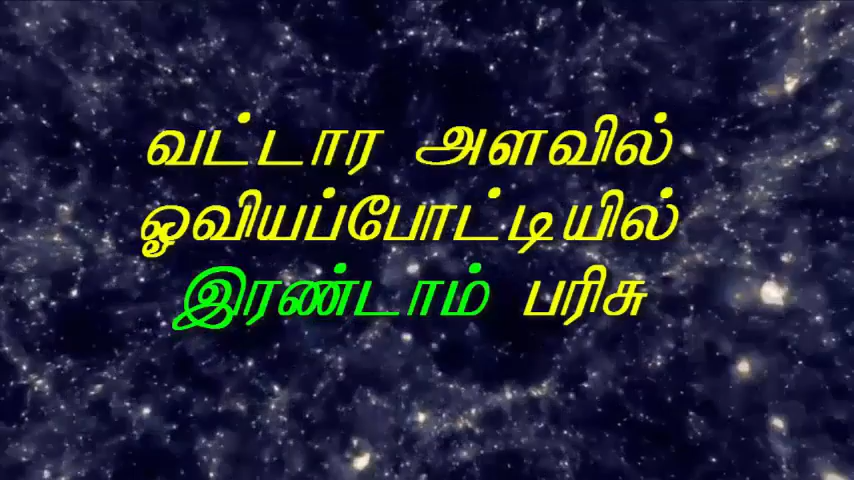 வட்டார அளவில்
ஓவியப்போட்டியில்
இரண்டாம் பரிசு